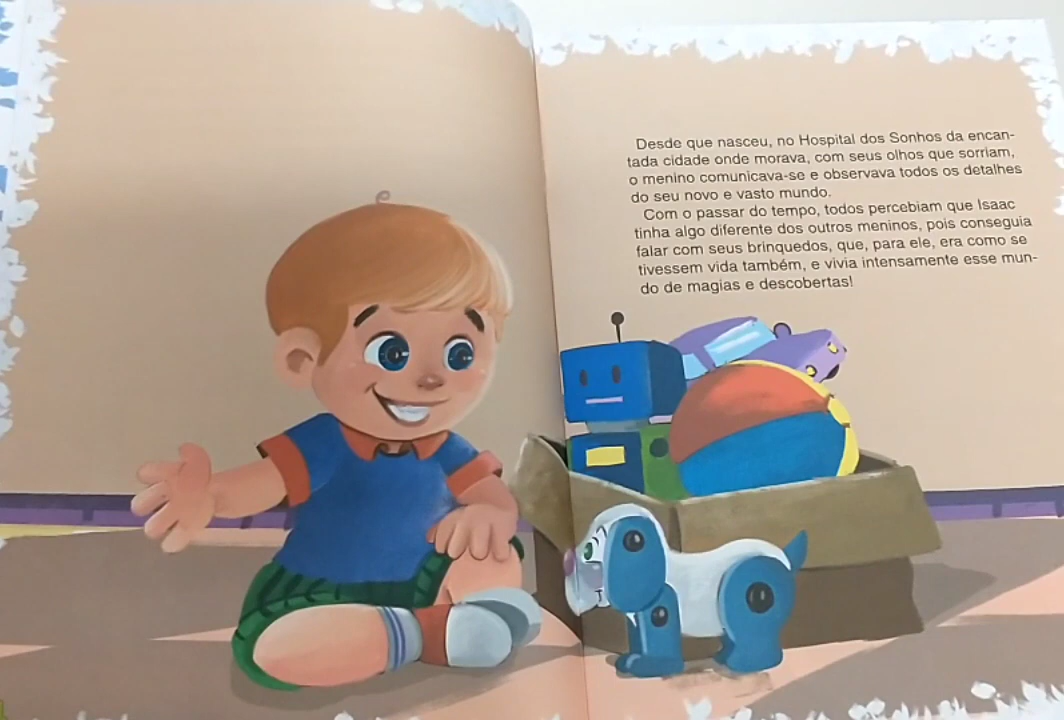 Desde que nasceu, no Hospital dos Sonhos da encan-
tada cidade onde morava, com seus olhos que sorriam,
o menino comunicava-se e observava todos os detalhes
do seu novo e vasto mundo.
Com o passar do tempo, todos percebiam que Isaac
tinha algo diferente dos outros meninos, pois conseguia
falar com seus brinquedos, que, para ele, era como se
tivessem vida também, e vivia intensamente esse mun-
do de magias e descobertas!